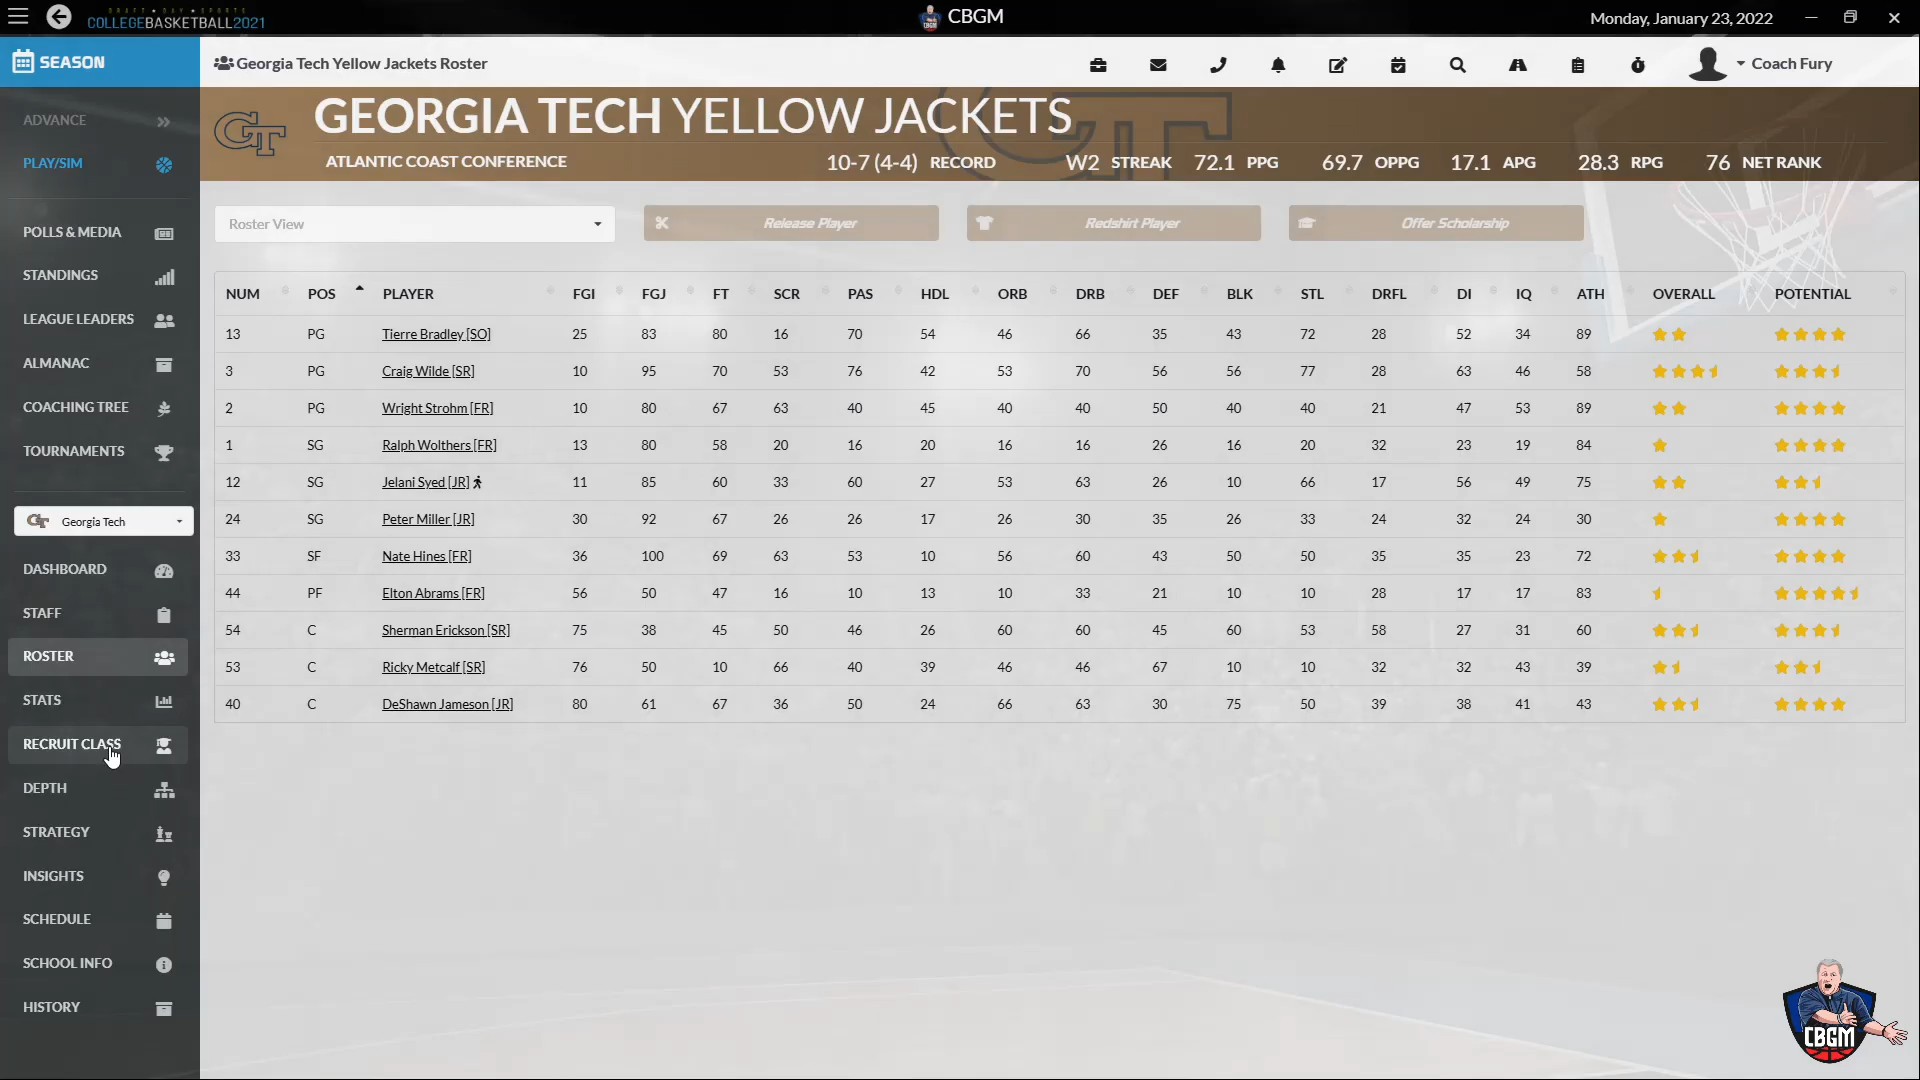 DRAFT DAY SPORTS
COLLEGEBASKETBALL2021
CBGM
Monday, January 23, 2022
SEASON
Georgia Tech Yellow Jackets Roster
Coach Fury
ADVANCE
PLAY/SIM
GT
GEORGIA TECH YELLOW JACKETS
ATLANTIC COAST CONFERENCE
10-7 (4-4) RECORD W2 STREAK 72.1 PPG 69.7 OPPG 17.1 APG 28.3 RPG 76 NET RANK
POLLS & MEDIA
STANDINGS
LEAGUE LEADERS
ALMANAC
COACHING TREE
TOURNAMENTS
GT Georgia Tech
DASHBOARD
STAFF
ROSTER
STATS
RECRUIT CLASS
DEPTH
STRATEGY
INSIGHTS
SCHEDULE
SCHOOL INFO
HISTORY
Roster View
Release Player
Redshirt Player
Offer Scholarship
NUM POS PLAYER FGI FGJ FT SCR PAS HDL ORB DRB DEF BLK STL DRFL DI IQ ATH OVERALL POTENTIAL
13 PG Tierre Bradley [SO] 25 83 80 16 70 54 46 66 35 43 72 28 52 34 89
3 PG Craig Wilde [SR] 10 95 70 53 76 42 53 70 56 56 77 28 63 46 58
2 PG Wright Strohm [FR] 10 80 67 63 40 45 40 40 50 40 40 21 47 53 89
1 SG Ralph Wolthers [FR] 13 80 58 20 16 20 16 16 26 16 20 32 23 19 84
12 SG Jelani Syed [JR] 11 85 60 33 60 27 53 63 26 10 66 17 56 49 75
24 SG Peter Miller [JR] 30 92 67 26 26 17 26 30 35 26 33 24 32 24 30
33 SF Nate Hines [FR] 36 100 69 63 53 10 56 60 43 50 50 35 35 23 72
44 PF Elton Abrams [FR] 56 50 47 16 10 13 10 33 21 10 10 28 17 17 83
54 C Sherman Erickson [SR] 75 38 45 50 46 26 60 60 45 60 53 58 27 31 60
53 C Ricky Metcalf [SR] 76 50 10 66 40 39 46 46 67 10 10 32 32 43 39
40 C DeShawn Jameson [JR] 80 61 67 36 50 24 66 63 30 75 50 39 38 41 43
CBGM